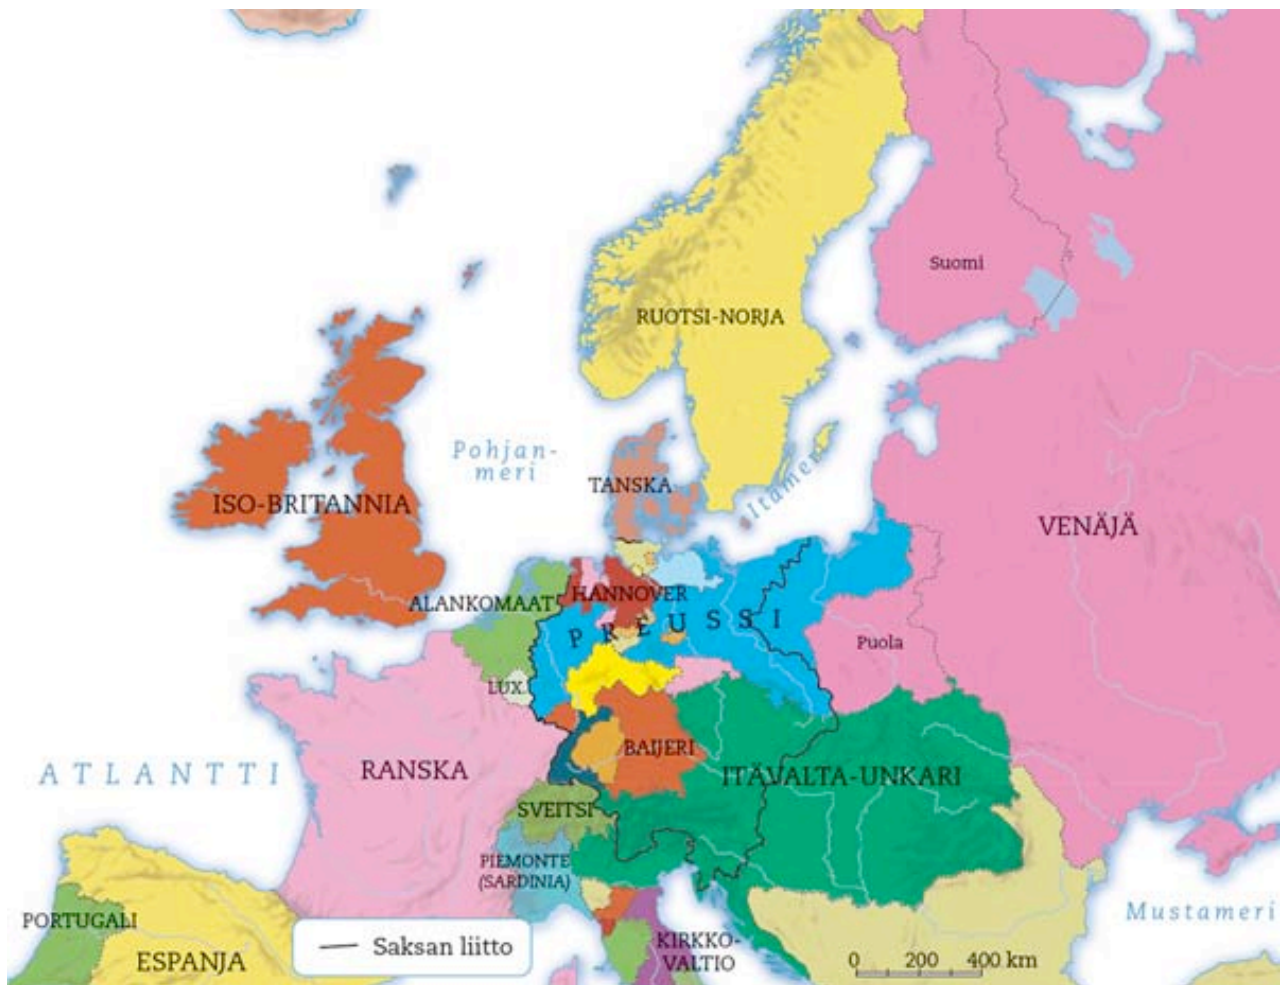 Suomi
RUOTSI-NORJA
Pohjan-
meri
TANSKA
Itämeri
ISO-BRITANNIA
VENÄJÄ
HANNOVER
ALANKOMAAT
PREUSSI
Puola
LUX.
BAIJERI
ATLANTTI
RANSKA
ITÄVALTA-UNKARI
SVEITSI
PIEMONTE
(SARDINIA)
PORTUGALI
Mustameri
KIRKKO-
VALTIO
Saksan liitto
ESPANJA
0 200 400 km